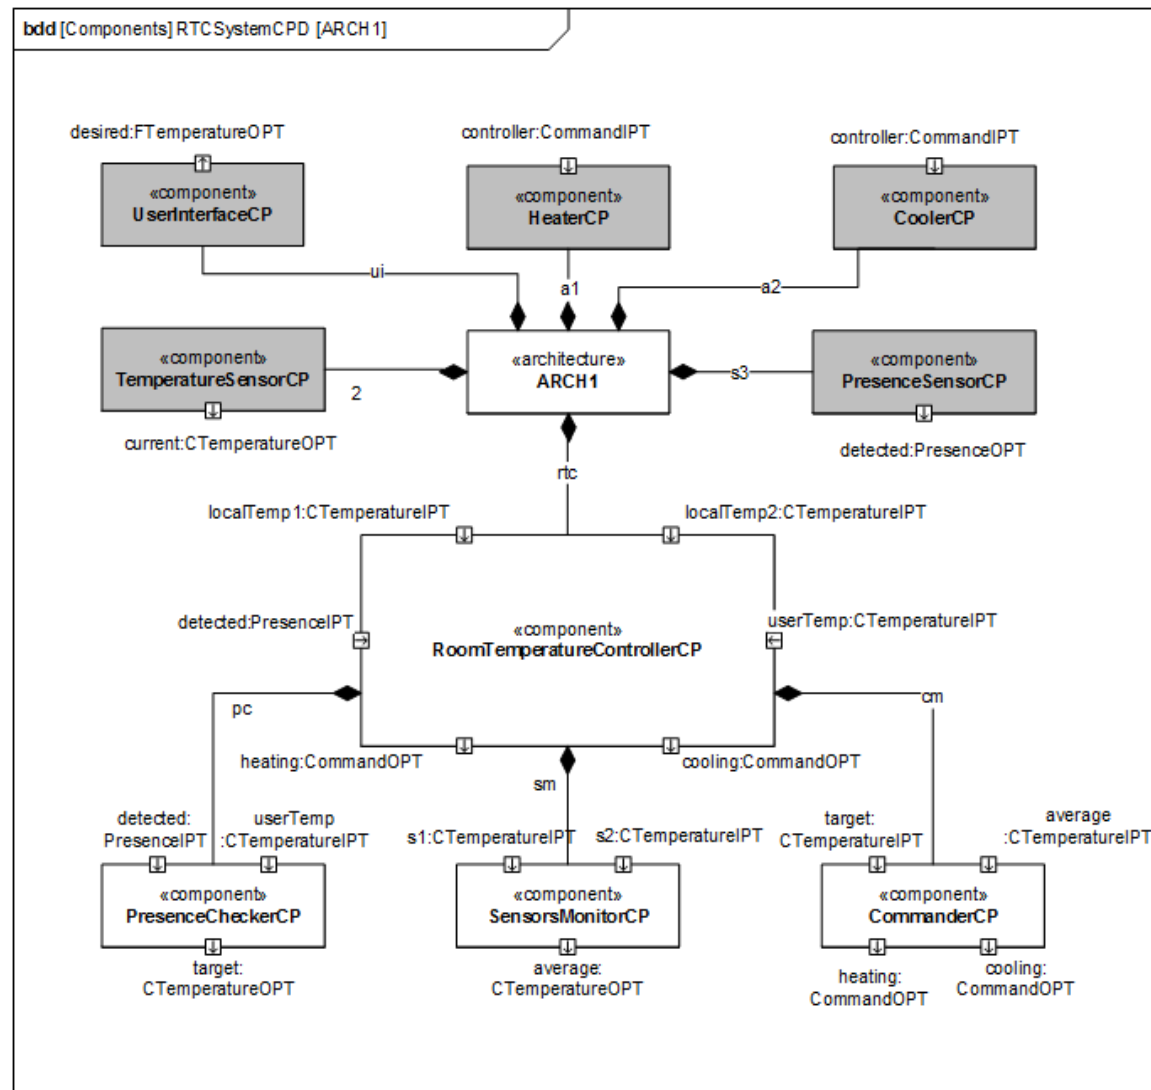 bdd [Components] RTCSystemCPD [ARCH1]
desired:FTemperatureOPT
controller:CommandIPT
controller:CommandIPT
«component»
UserInterfaceCP
«component»
HeaterCP
«component»
CoolerCP
ui
a1
a2
«component»
TemperatureSensorCP
2
«architecture»
ARCH1
s3
«component»
PresenceSensorCP
current:CTemperatureOPT
detected:PresenceOPT
rtc
localTemp1:CTemperatureIPT
localTemp2:CTemperatureIPT
detected:PresenceIPT
«component»
RoomTemperatureControllerCP
userTemp:CTemperatureIPT
pc
cm
heating:CommandOPT
sm
cooling:CommandOPT
detected:
PresenceIPT
userTemp
:CTemperatureIPT
s1:CTemperatureIPT
s2:CTemperatureIPT
target:
CTemperatureIPT
average
:CTemperatureIPT
«component»
PresenceCheckerCP
«component»
SensorsMonitorCP
«component»
CommanderCP
target:
CTemperatureOPT
average:
CTemperatureOPT
heating:
CommandOPT
cooling:
CommandOPT